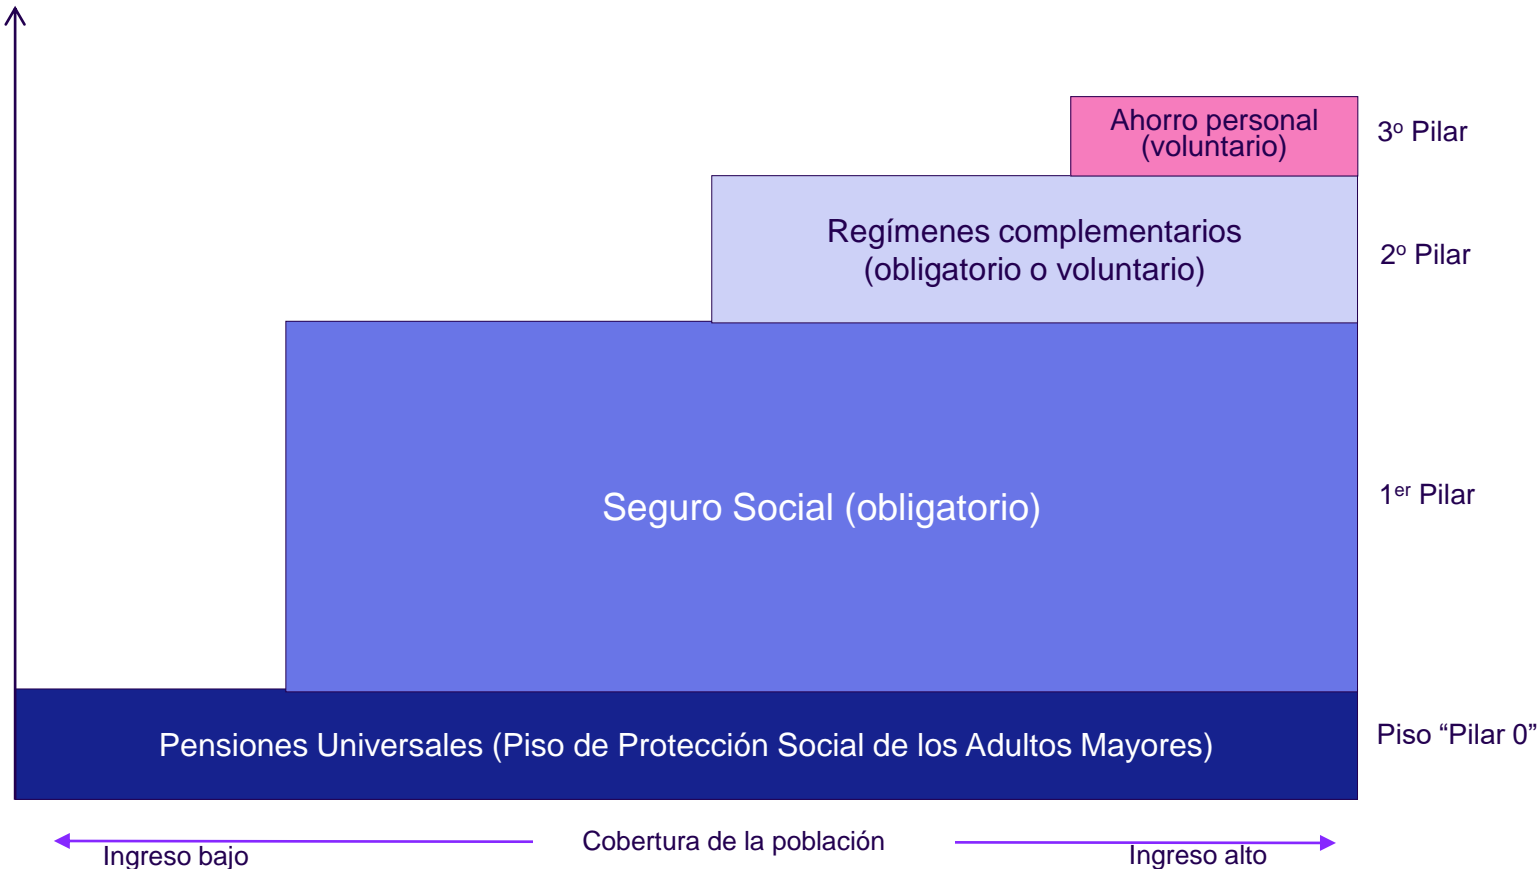 Ahorro personal
(voluntario)
3º Pilar
Regímenes complementarios
(obligatorio o voluntario)
2º Pilar
Seguro Social (obligatorio)
1er Pilar
Pensiones Universales (Piso de Protección Social de los Adultos Mayores)
Piso “Pilar 0”
Cobertura de la población
Ingreso bajo
Ingreso alto